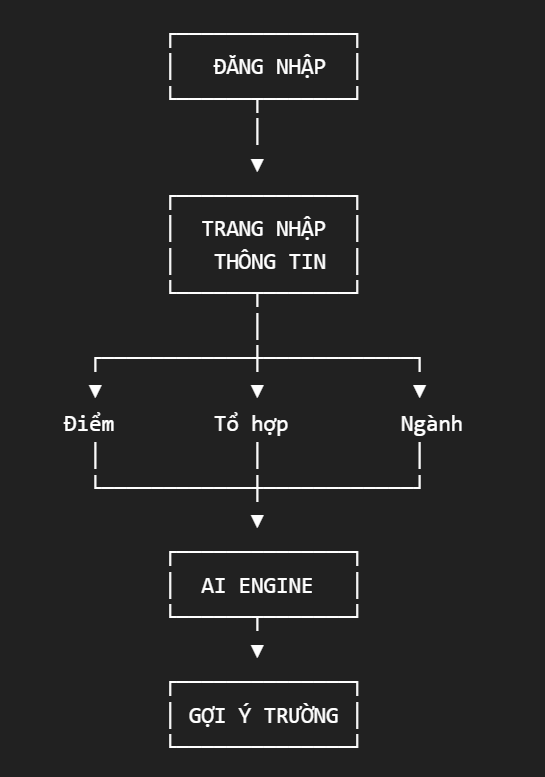 ĐĂNG NHẬP
TRANG NHẬP
THÔNG TIN
Điểm Tổ hợp Ngành
AI ENGINE
GỢI Ý TRƯỜNG